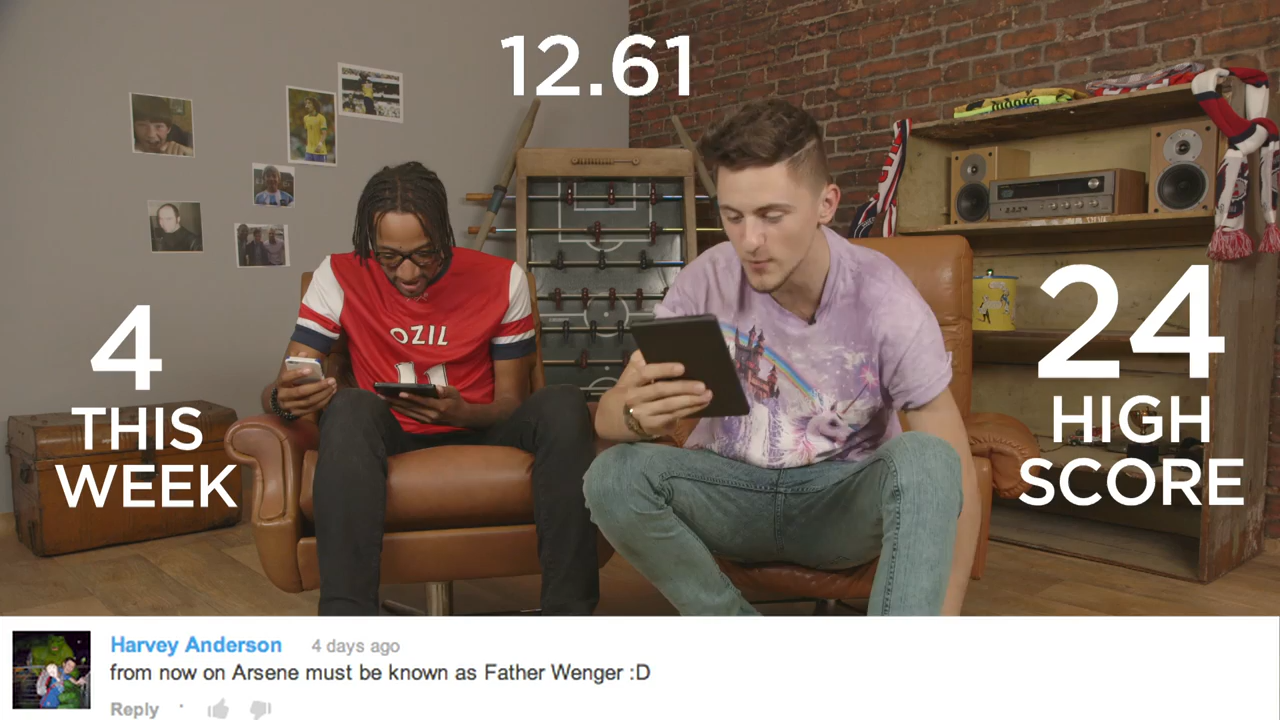 12.61
OZIL
11
4
THIS
WEEK
24
HIGH
SCORE
Harvey Anderson 4 days ago
from now on Arsene must be known as Father Wenger :D
Reply